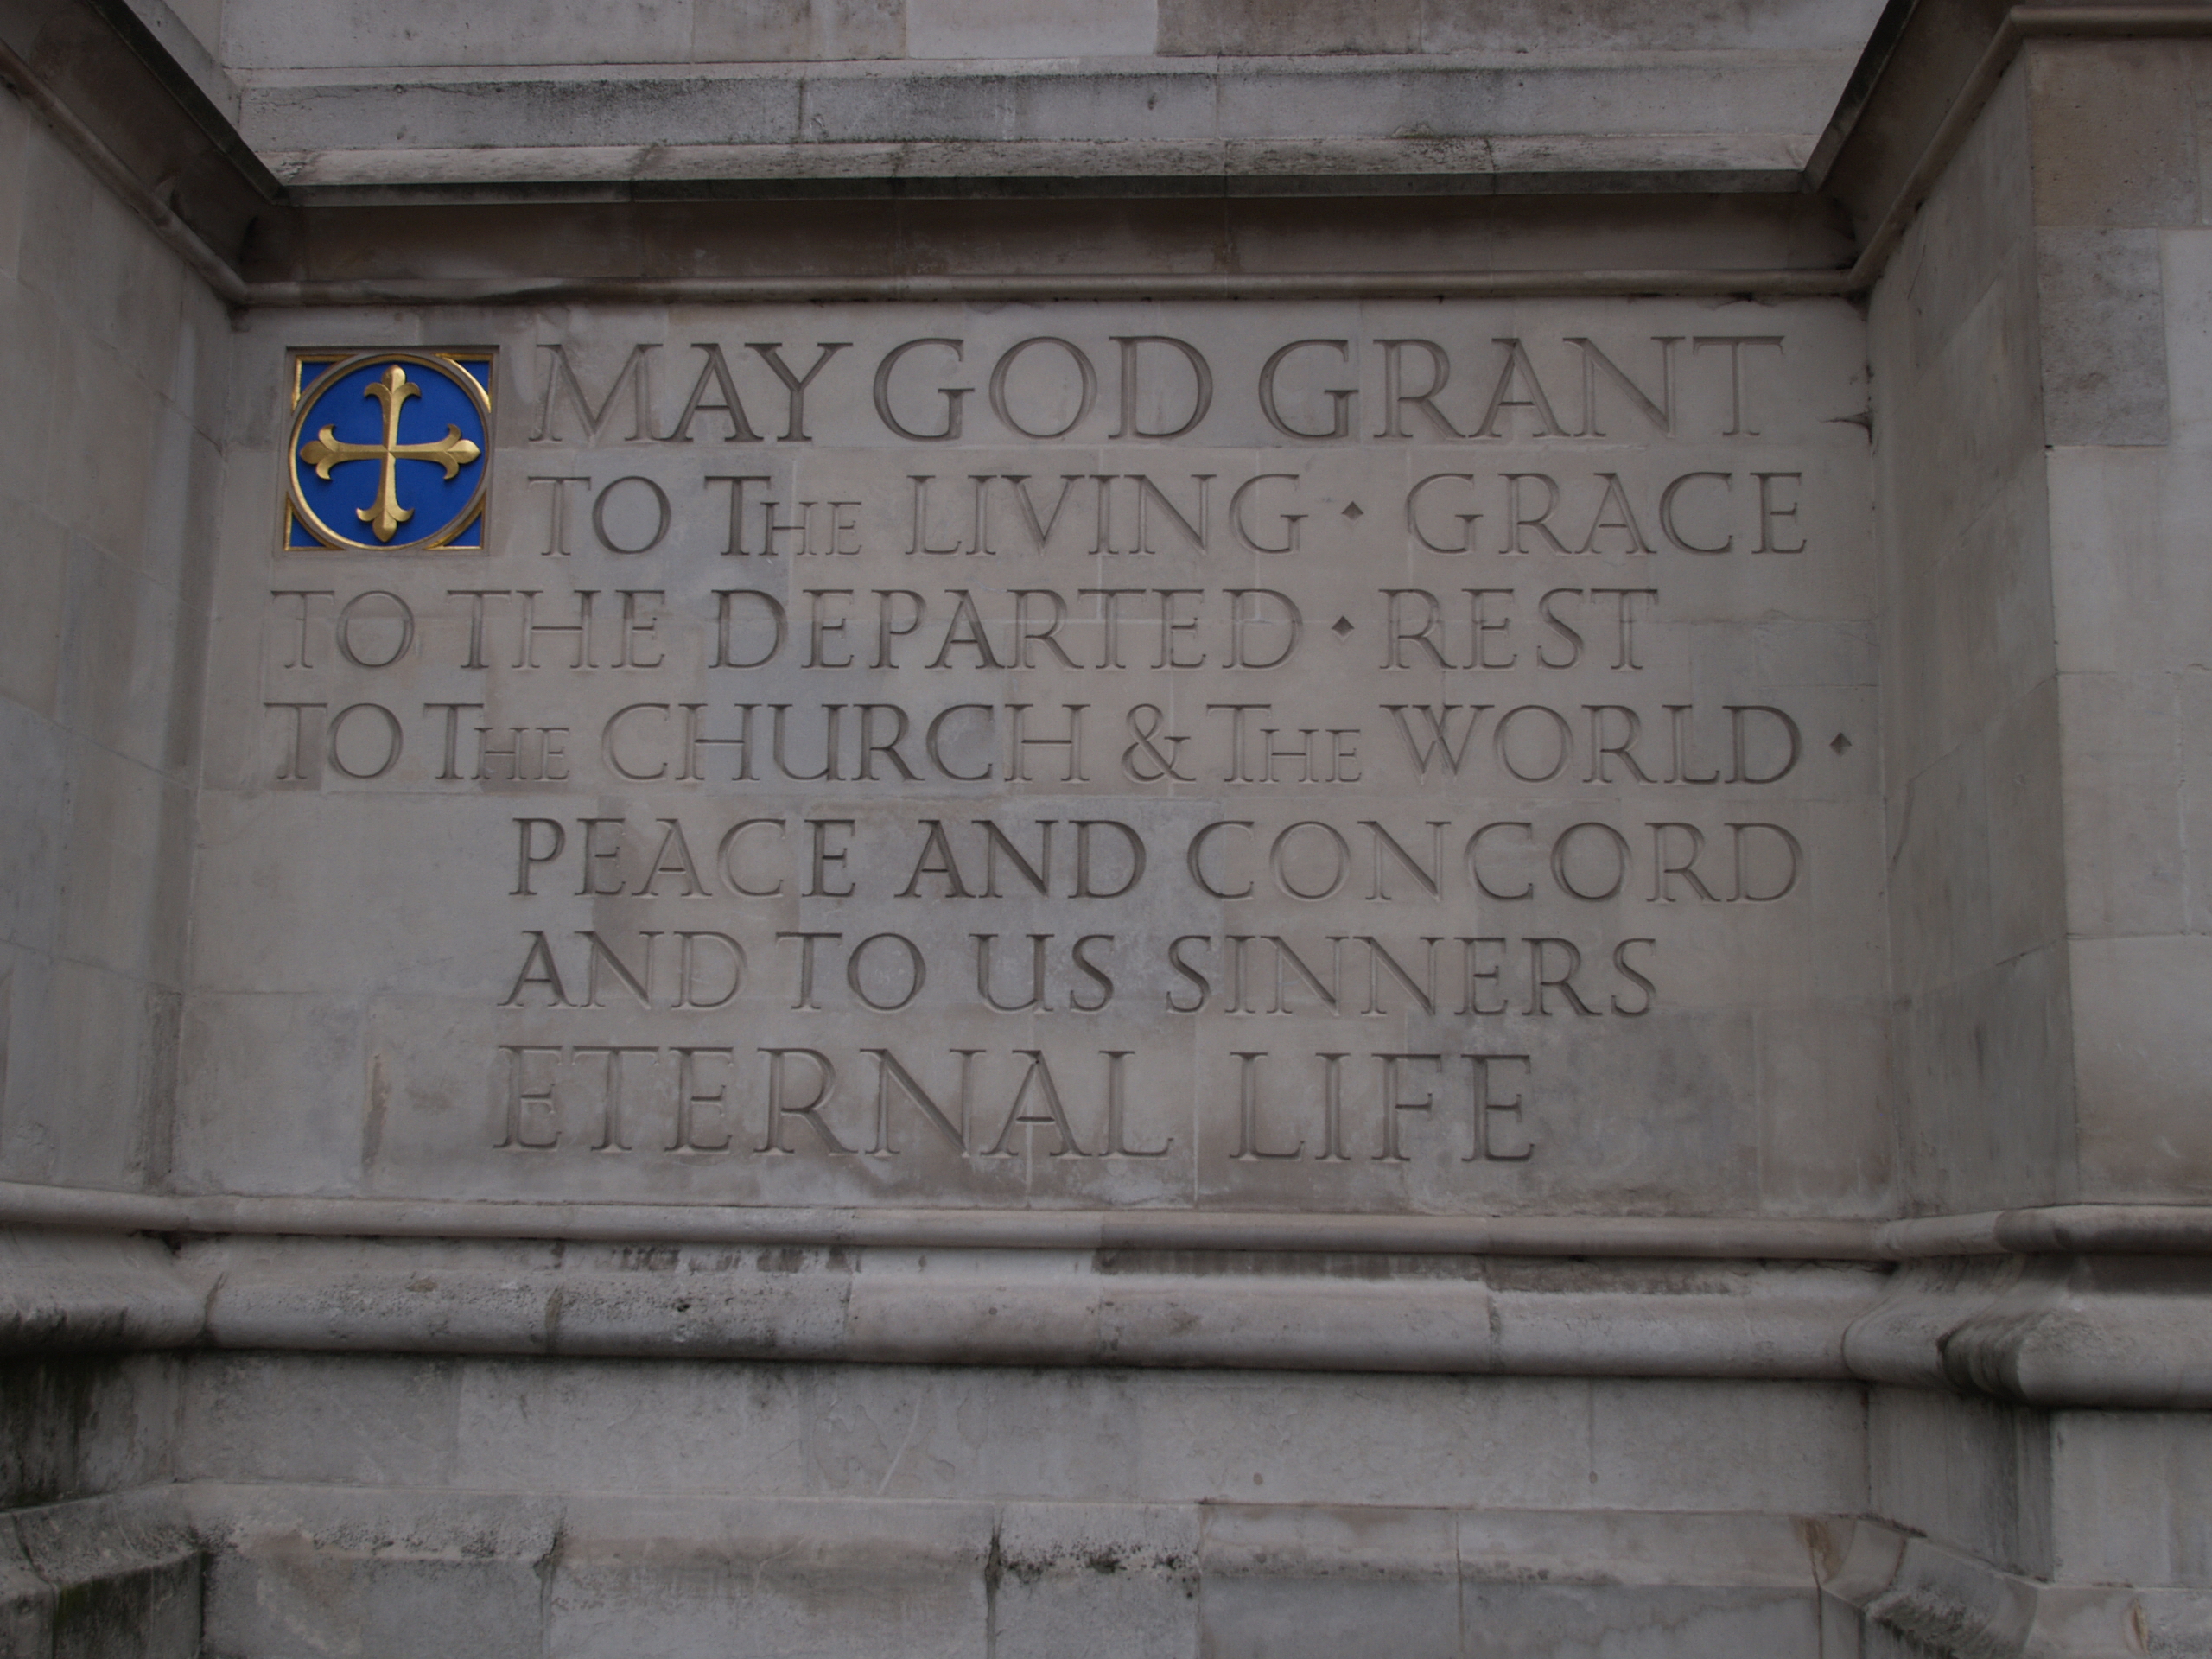 MAY GOD GRANT
TO THE LIVING · GRACE
TO THE DEPARTED · REST
TO THE CHURCH & THE WORLD ·
PEACE AND CONCORD
AND TO US SINNERS
ETERNAL LIFE